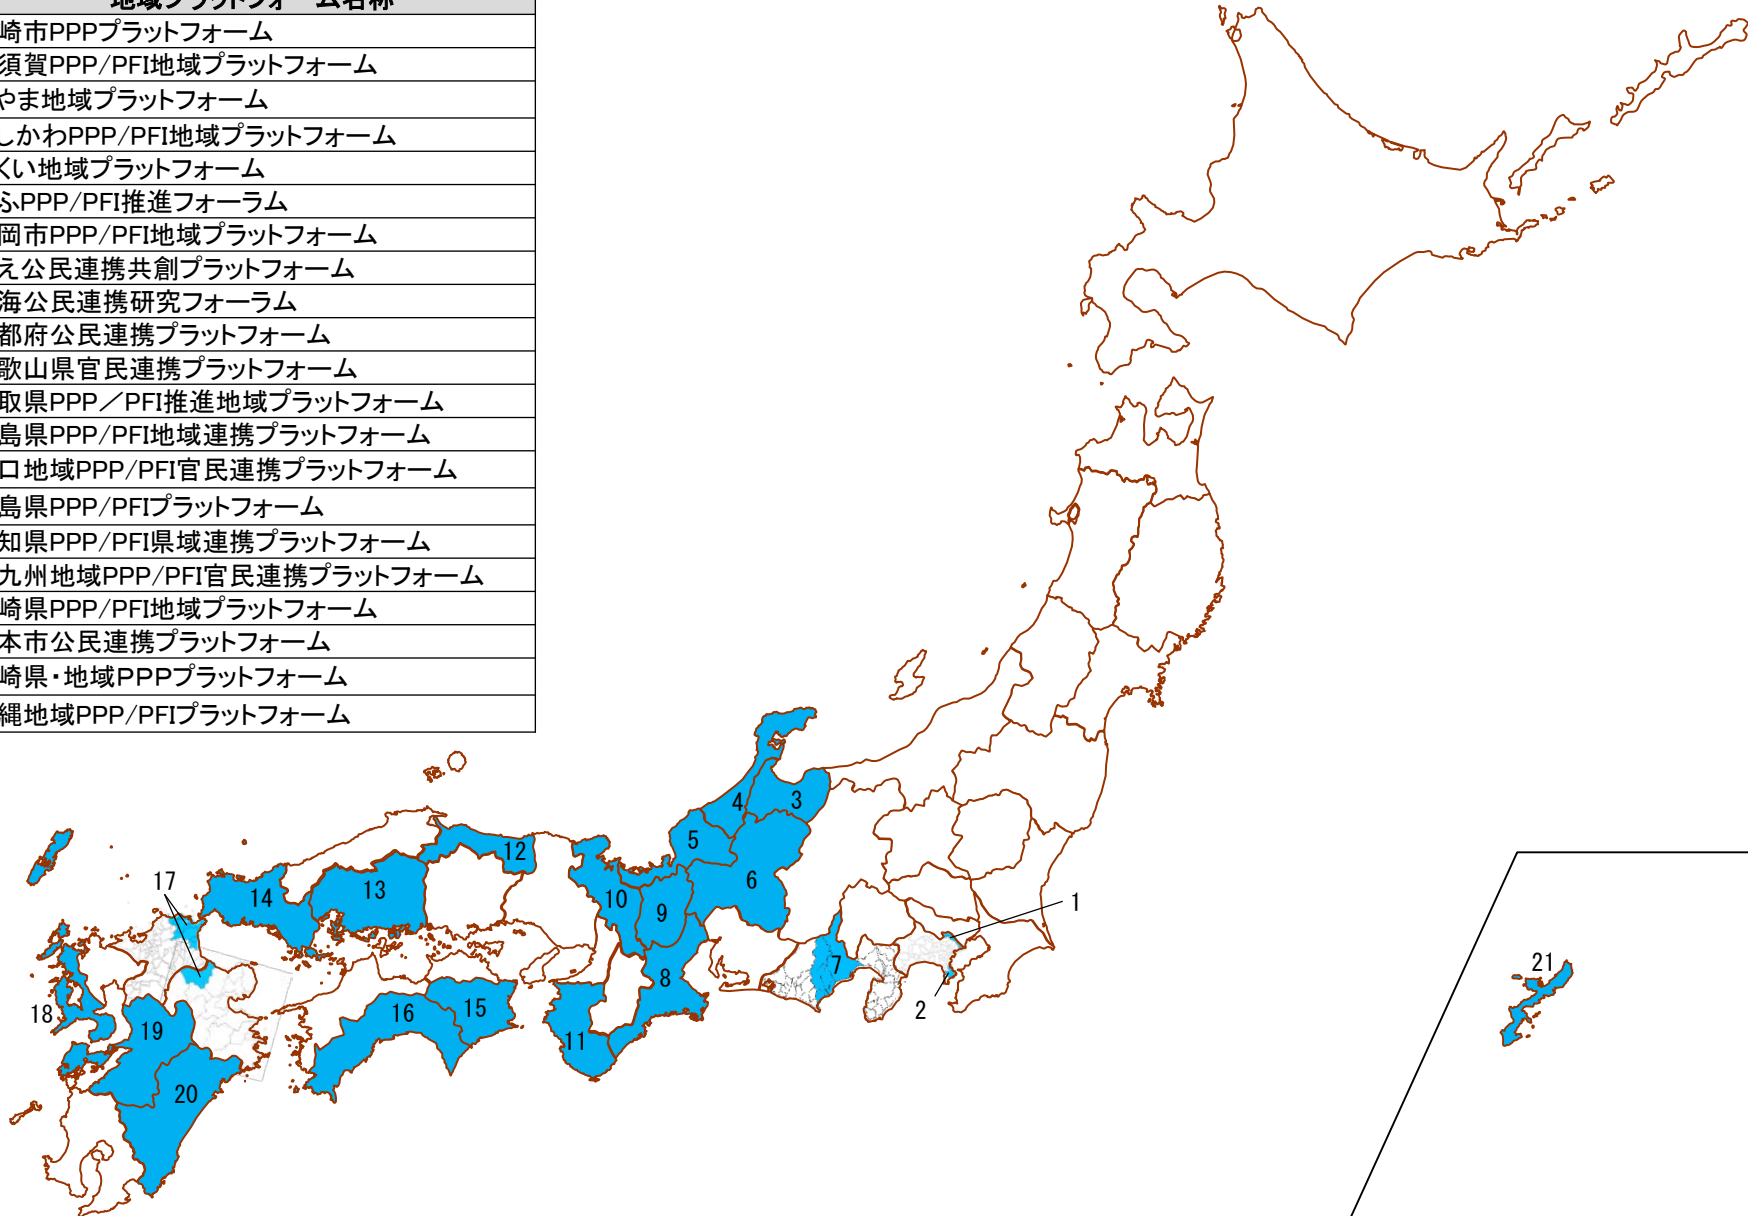 地域プラットフォーム名称
崎市PPPプラットフォーム
須賀PPP/PFI地域プラットフォーム
やま地域プラットフォーム
しかわPPP/PFI地域プラットフォーム
くい地域プラットフォーム
ふPPP/PFI推進フォーラム
岡市PPP/PFI地域プラットフォーム
え公民連携共創プラットフォーム
海公民連携研究フォーラム
都府公民連携プラットフォーム
歌山県官民連携プラットフォーム
取県PPP／PFI推進地域プラットフォーム
島県PPP/PFI地域連携プラットフォーム
口地域PPP/PFI官民連携プラットフォーム
島県PPP/PFIプラットフォーム
知県PPP/PFI県域連携プラットフォーム
九州地域PPP/PFI官民連携プラットフォーム
崎県PPP/PFI地域プラットフォーム
本市公民連携プラットフォーム
崎県・地域PPPプラットフォーム
縄地域PPP/PFIプラットフォーム
4
3
5
12
17
13
6
14
10
9
1
7
21
8
2
18
16
15
19
11
20